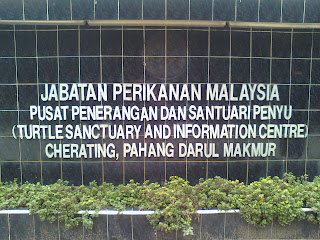 JABATAN PERIKANAN MALAYSIA
PUSAT PENERANGAN DAN SANTUARI PENYU
(TURTLE SANCTUARY AND INFORMATION CENTRE)
CHERATING, PAHANG DARUL MAKMUR